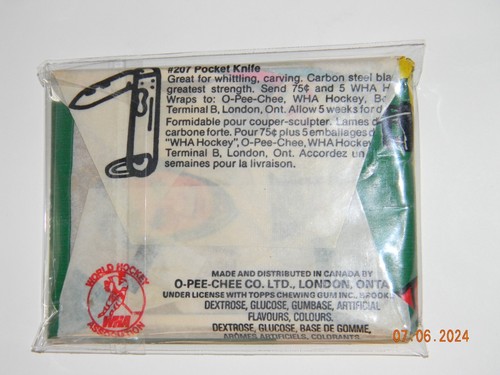 #207 Pocket Knife
Great for whittling, carving. Carbon steel bla
greatest strength. Send 75¢ and 5 WHA H
Wraps to: O-Pee-Chee, WHA Hockey, Bo
Terminal B, London, Ont. Allow 5 weeks for d
Formidable pour couper-sculpter. Lames d
carbone forte. Pour 75¢ plus 5 emballages d
"WHA Hockey", O-Pee-Chee, WHA Hockey
Terminal B, London, Ont. Accordez un
semaines pour la livraison.
WORLD HOCKEY
WHA
ASSOCIATION
MADE AND DISTRIBUTED IN CANADA BY
O-PEE-CHEE CO. LTD., LONDON, ONTA
UNDER LICENSE WITH TOPPS CHEWING GUM INC., BROOK
DEXTROSE, GLUCOSE, GUMBASE, ARTIFICIAL
FLAVOURS, COLOURS.
DEXTROSE, GLUCOSE, BASE DE GOMME,
ARÔMES ARTIFICIELS, COLORANTS.
07.06.2024